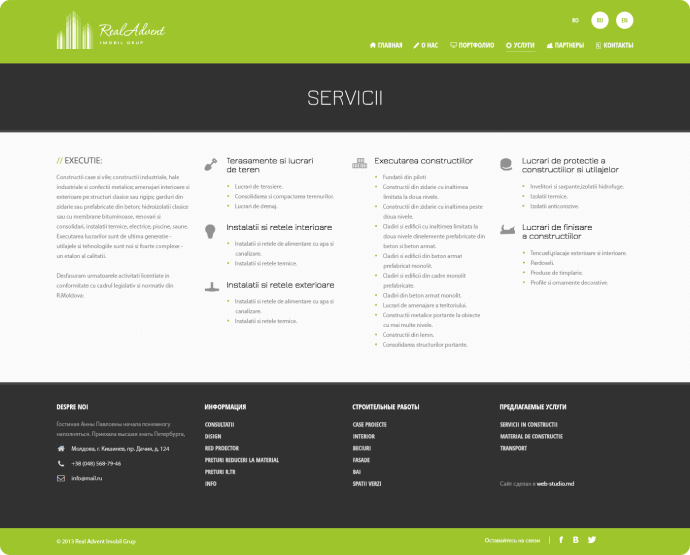 RealAdvent
IMOBIL GRUP
RO RU EN
ГЛАВНАЯ О НАС ПОРТФОЛИО УСЛУГИ ПАРТНЕРЫ КОНТАКТЫ
SERVICII
// EXECUTIE:
Constructii case si vile; constructii industriale, hale
industriale si confectii metalice; amenajari interioare si
exterioare pe structuri clasice sau rigips; garduri din
zidarie sau prefabricate din beton; hidroizolatii clasice
sau cu membrane bituminoase, renovari si
consolidari, instalatii termice, electrice, piscine, saune.
Executarea lucrarilor sunt de ultima generatie -
utilajele si tehnologiile sunt noi si foarte complexe -
un etalon al calitatii.
Desfasuram urmatoarele activitati licentiate in
conformitate cu cadrul legislativ si normativ din
R.Moldova:
Terasamente si lucrari
de teren
Lucrari de terasiere.
Consolidarea si compactarea terenurilor.
Lucrari de drenaj.
Instalatii si retele interioare
Instalatii si retele de alimentare cu apa si
canalizare.
Instalatii si retele termice.
Instalatii si retele exterioare
Instalatii si retele de alimentare cu apa si
canalizare.
Instalatii si retele termice.
Executarea constructiilor
Fundatii din piloti
Constructii din zidarie cu inaltimea
limitata la doua nivele.
Constructii din zidarie cu inaltimea peste
doua nivele.
Cladiri si edificii cu inaltimea limitata la
doua nivele dinelemente prefabricate din
beton si beton armat.
Cladiri si edificii din beton armat
prefabricat monolit.
Cladiri si edificii din cadre monolit
prefabricate.
Cladiri din beton armat monolit.
Lucrari de amenajare a teritoriului.
Constructii metalice portante la obiecte
cu mai multe nivele.
Constructii din lemn.
Consolidarea structurilor portante.
Lucrari de protectie a
constructiilor si utilajelor
Invelitori si sarpante,izolatii hidrofuge.
Izolatii termice.
Izolatii anticorozive.
Lucrari de finisare
a constructiilor
Tencueli,placaje exterioare si interioare.
Pardoseli.
Produse de timplarie.
Profile si ornamente decorative.
DESPRE NOI
Гостиная Анны Павловны начала понемногу
наполняться. Приехала высшая знать Петербурга,
Молдова, г. Кишинев, пр. Дачия, д. 124
+38 (048) 568-79-46
info@mail.ru
ИНФОРМАЦИЯ
CONSULTATII
DISIGN
RED PROECTOR
PRETURI REDUCERI LA MATERIAL
PRETURI R.TR
INFO
СТРОИТЕЛЬНЫЕ РАБОТЫ
CASE PROIECTE
INTERIOR
BECIURI
FASADE
BAI
SPATII VERZI
ПРЕДЛАГАЕМЫЕ УСЛУГИ
SERVICII IN CONSTRUCTII
MATERIAL DE CONSTRUCTIE
TRANSPORT
Сайт сделан в web-studio.md
© 2013 Real Advent Imobil Grup
Оставайтесь на связи